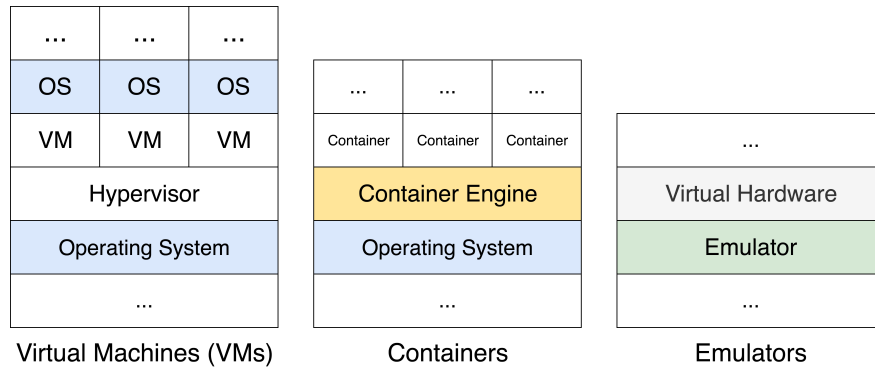 ... ... ...
OS OS OS
VM VM VM
Hypervisor
Operating System
...
Virtual Machines (VMs)
... ... ...
Container Container Container
Container Engine
Operating System
...
Containers
...
Virtual Hardware
Emulator
...
Emulators